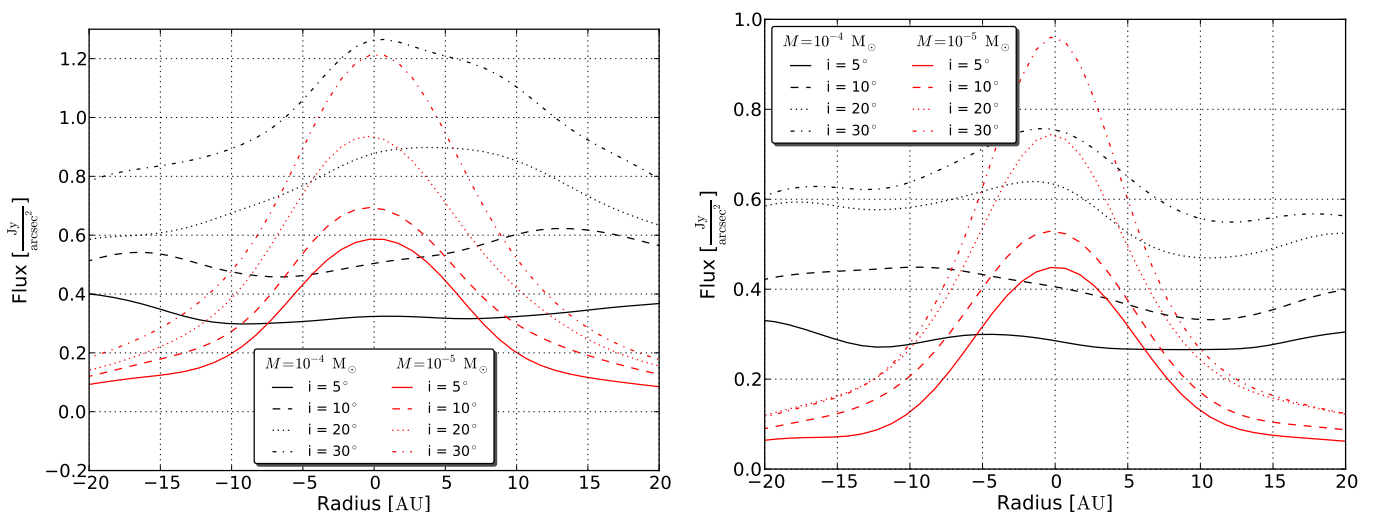 1.2
1.0
0.8
0.6
0.4
0.2
0.0
−0.2
−20 −15 −10 −5 0 5 10 15 20
Radius [AU]
Flux [Jy/arcsec²]
M=10⁻⁴ M☉ M=10⁻⁵ M☉
i = 5° i = 5°
i = 10° i = 10°
i = 20° i = 20°
i = 30° i = 30°
1.0
0.8
0.6
0.4
0.2
0.0
−20 −15 −10 −5 0 5 10 15 20
Radius [AU]
Flux [Jy/arcsec²]
M=10⁻⁴ M☉ M=10⁻⁵ M☉
i = 5° i = 5°
i = 10° i = 10°
i = 20° i = 20°
i = 30° i = 30°